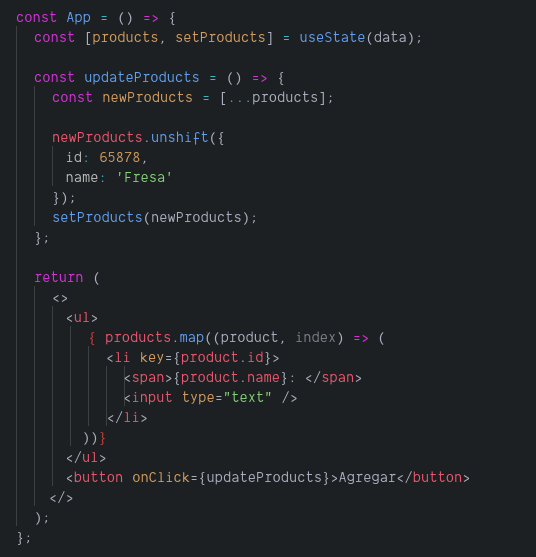 const App = () => {
const [products, setProducts] = useState(data);
const updateProducts = () => {
const newProducts = [...products];
newProducts.unshift({
id: 65878,
name: 'Fresa'
});
setProducts(newProducts);
};
return (
<>
<ul>
{ products.map((product, index) => (
<li key={product.id}>
<span>{product.name}: </span>
<input type="text" />
</li>
))}
</ul>
<button onClick={updateProducts}>Agregar</button>
</>
);
};